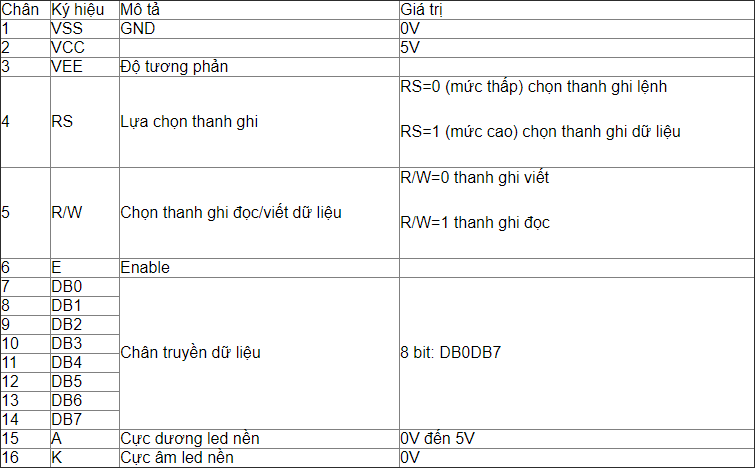 Chân Ký hiệu Mô tả Giá trị
1 VSS GND 0V
2 VCC 5V
3 VEE Độ tương phản
RS=0 (mức thấp) chọn thanh ghi lệnh
4 RS Lựa chọn thanh ghi
RS=1 (mức cao) chọn thanh ghi dữ liệu
R/W=0 thanh ghi viết
5 R/W Chọn thanh ghi đọc/viết dữ liệu
R/W=1 thanh ghi đọc
6 E Enable
7 DB0
8 DB1
9 DB2
10 DB3
Chân truyền dữ liệu 8 bit: DB0DB7
11 DB4
12 DB5
13 DB6
14 DB7
15 A Cực dương led nền 0V đến 5V
16 K Cực âm led nền 0V